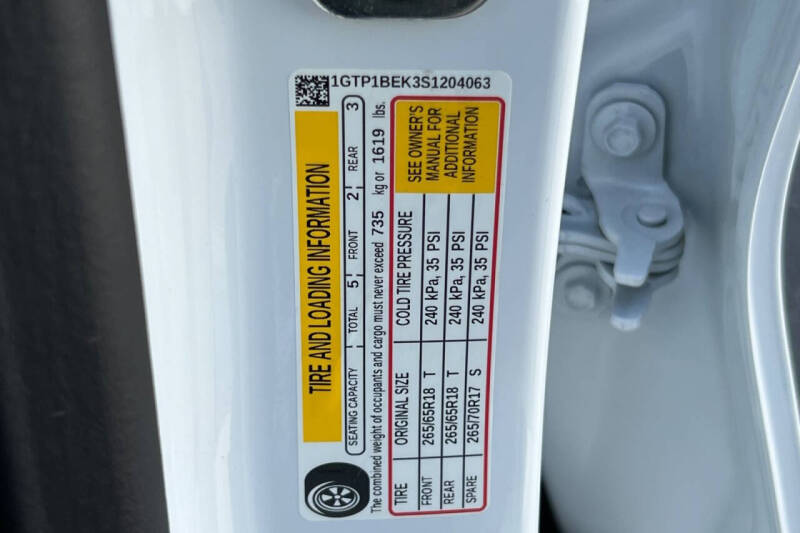 1GTP1BEK3S1204063
TIRE AND LOADING INFORMATION
SEATING CAPACITY TOTAL 5 FRONT 2 REAR 3
The combined weight of occupants and cargo must never exceed 735 kg or 1619 lbs.
TIRE ORIGINAL SIZE COLD TIRE PRESSURE
FRONT 265/65R18 T 240 kPa, 35 PSI
REAR 265/65R18 T 240 kPa, 35 PSI
SPARE 265/70R17 S 240 kPa, 35 PSI
SEE OWNER'S
MANUAL FOR
ADDITIONAL
INFORMATION